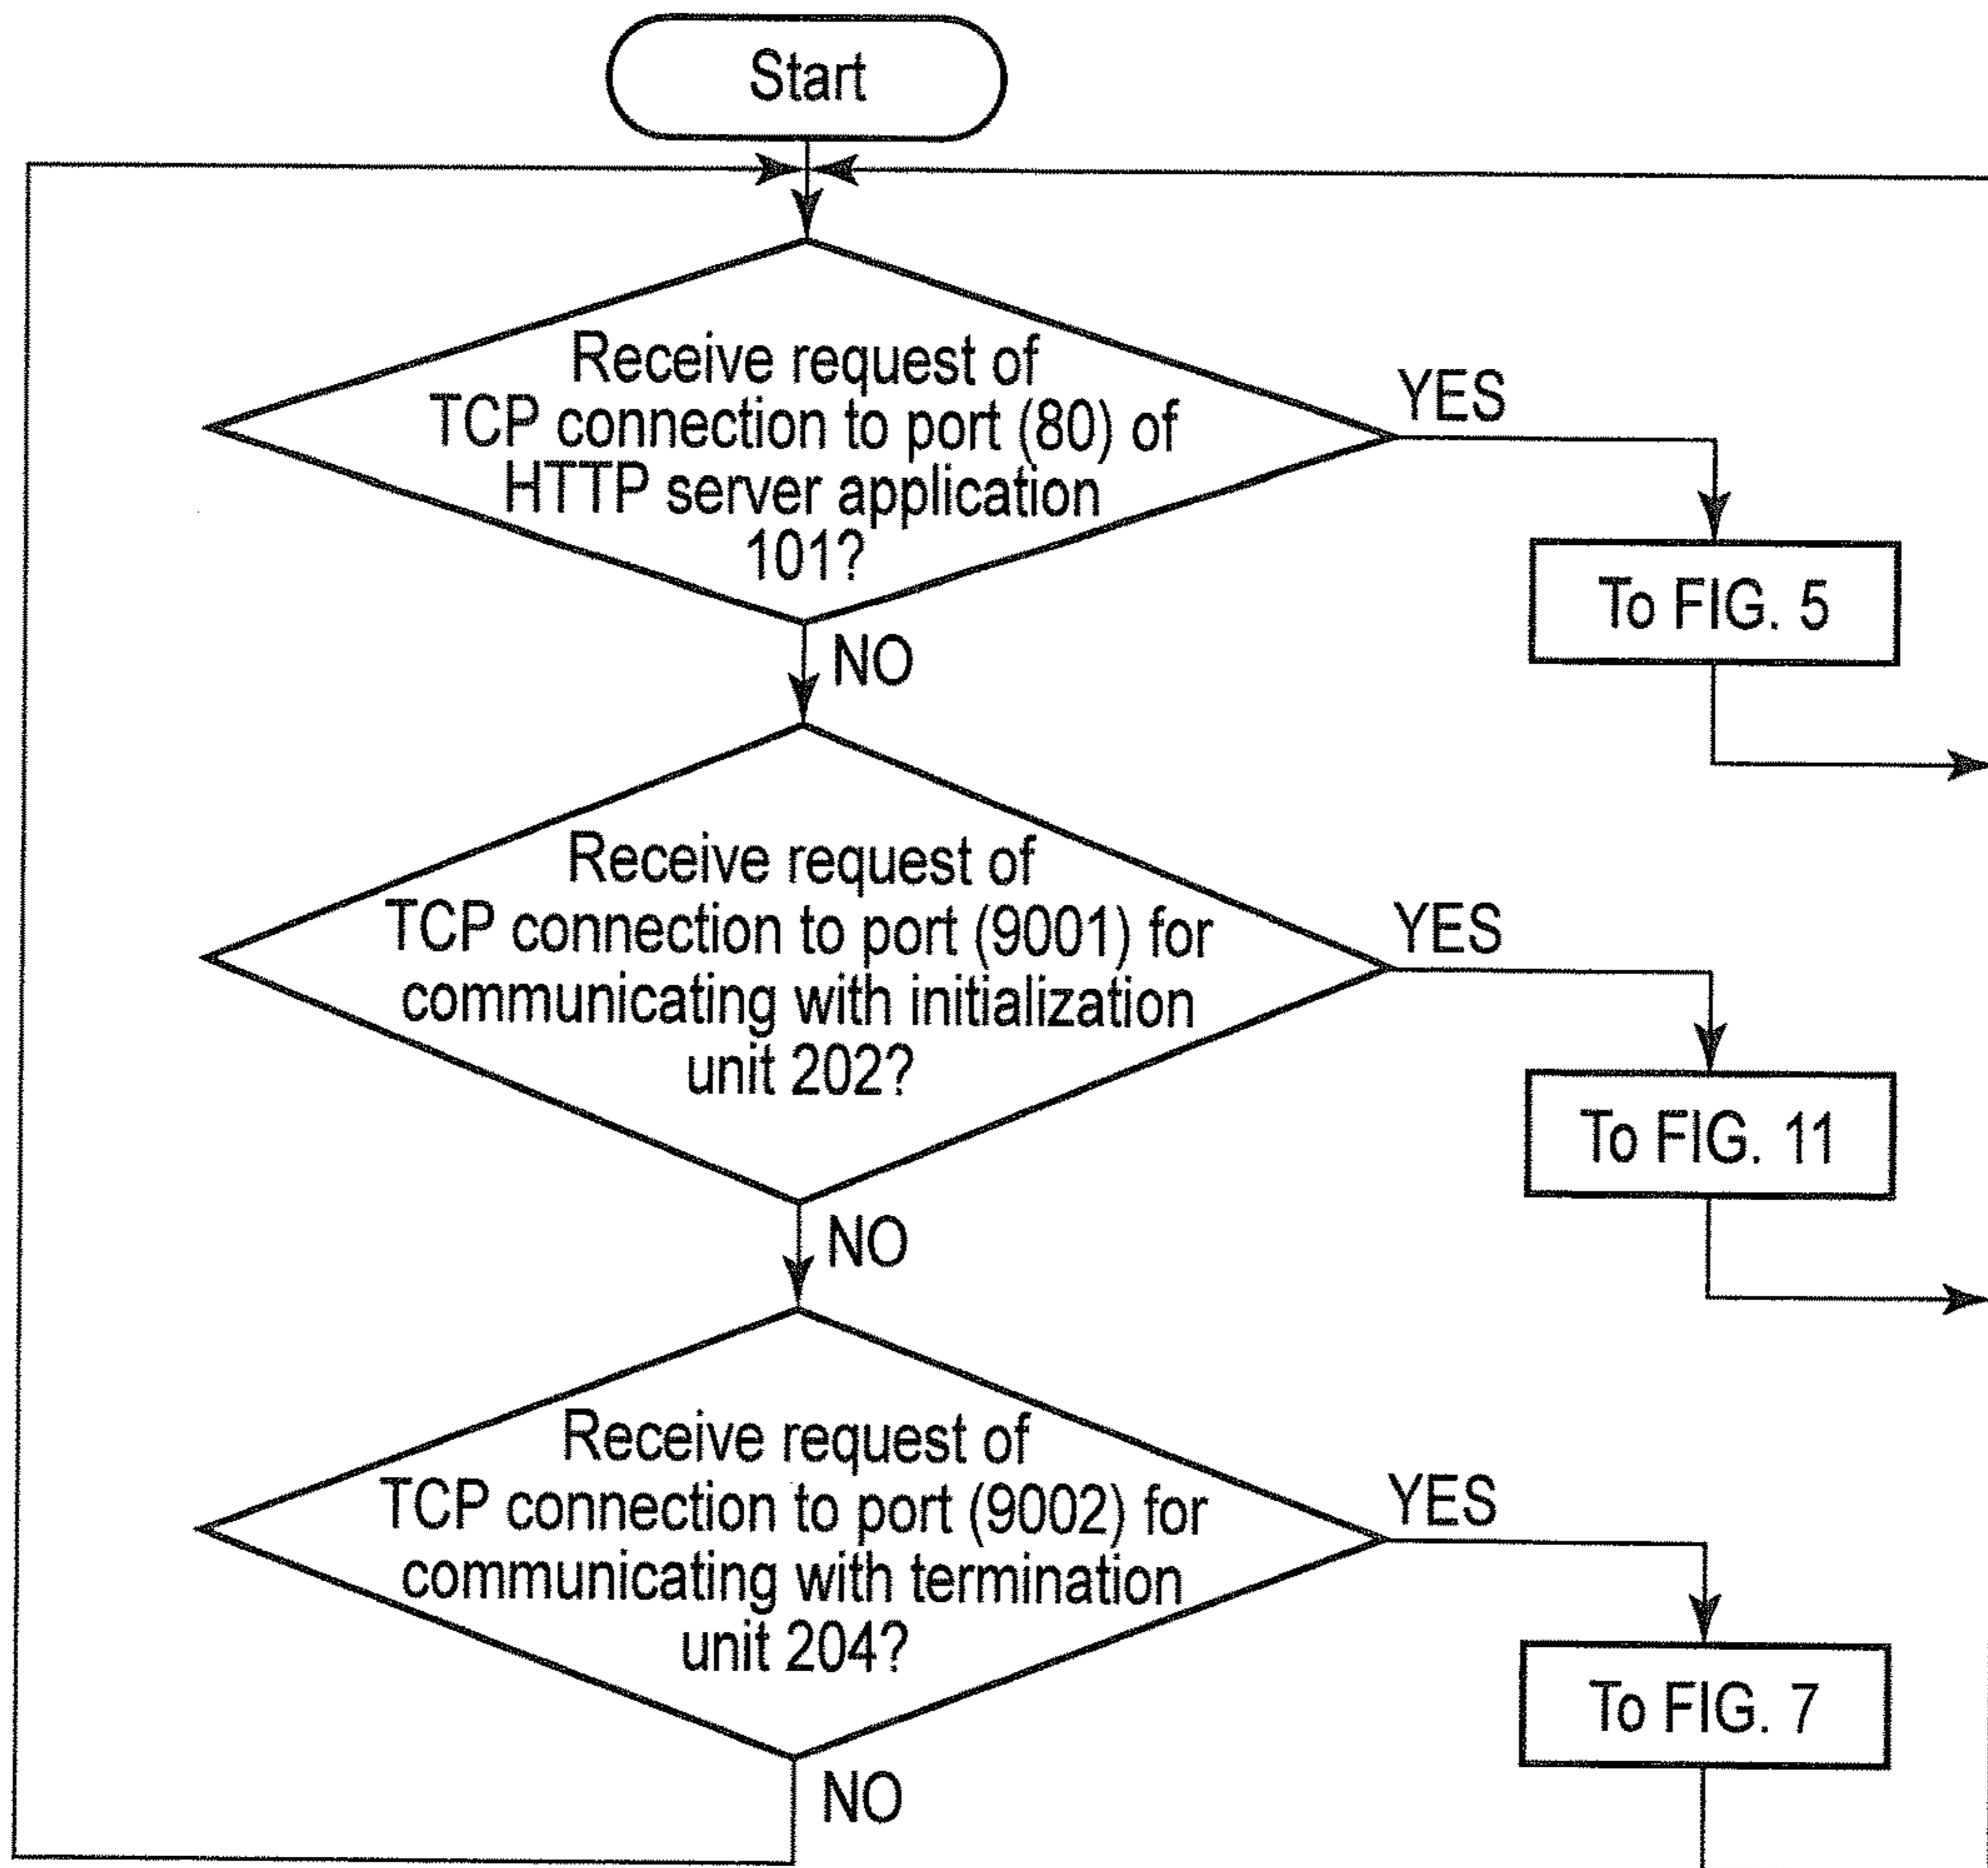 Start
Receive request of
TCP connection to port (80) of
HTTP server application
101?
YES
To FIG. 5
NO
Receive request of
TCP connection to port (9001) for
communicating with initialization
unit 202?
YES
To FIG. 11
NO
Receive request of
TCP connection to port (9002) for
communicating with termination
unit 204?
YES
To FIG. 7
NO